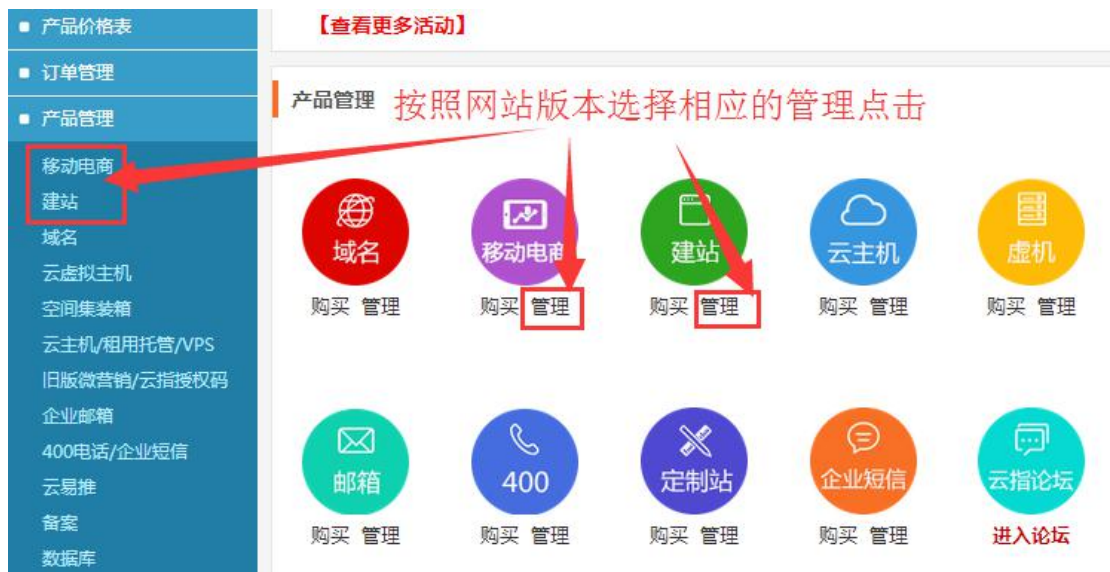 产品价格表
订单管理
产品管理
移动电商
建站
域名
云虚拟主机
空间集装箱
云主机/租用托管/VPS
旧版微营销/云指授权码
企业邮箱
400电话/企业短信
云易推
备案
数据库
【查看更多活动】
产品管理 按照网站版本选择相应的管理点击
域名 移动电商 建站 云主机 虚机
购买 管理 购买 管理 购买 管理 购买 管理 购买 管理
邮箱 400 定制站 企业短信 云指论坛
购买 管理 购买 管理 购买 管理 购买 管理 进入论坛